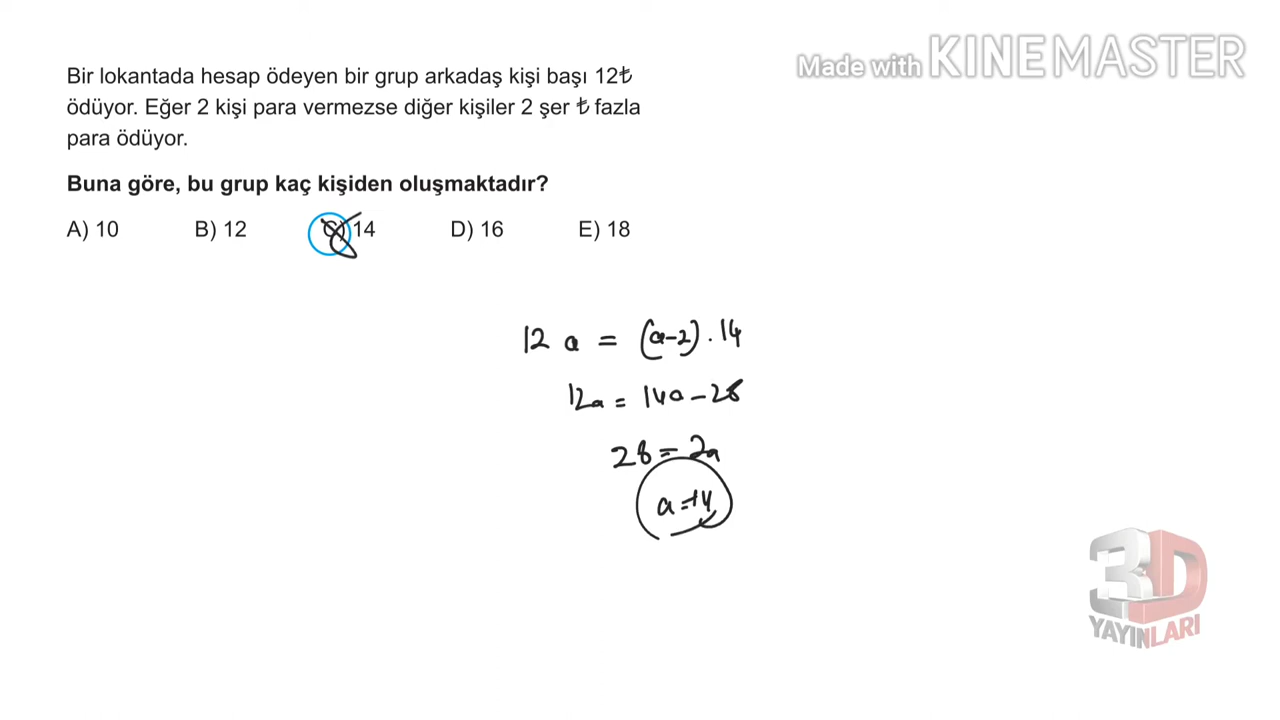 Made with KINEMASTER
Bir lokantada hesap ödeyen bir grup arkadaş kişi başı 12₺
ödüyor. Eğer 2 kişi para vermezse diğer kişiler 2 şer ₺ fazla
para ödüyor.
Buna göre, bu grup kaç kişiden oluşmaktadır?
A) 10 B) 12 C) 14 D) 16 E) 18
12 a = (a-2) . 14
12a = 14a - 28
28 = 2a
a = 14
3D
YAYINLARI